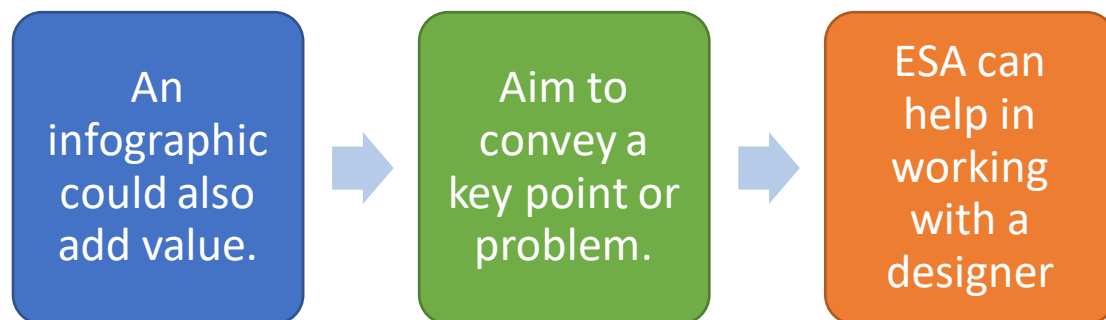 An
infographic
could also
add value.
Aim to
convey a
key point or
problem.
ESA can
help in
working
with a
designer